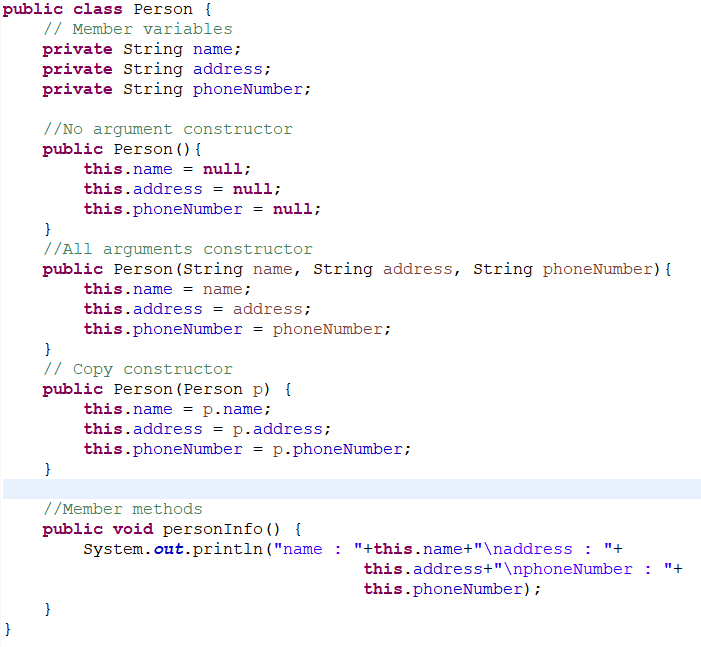 public class Person {
    // Member variables
    private String name;
    private String address;
    private String phoneNumber;

    //No argument constructor
    public Person(){
        this.name = null;
        this.address = null;
        this.phoneNumber = null;
    }
    //All arguments constructor
    public Person(String name, String address, String phoneNumber){
        this.name = name;
        this.address = address;
        this.phoneNumber = phoneNumber;
    }
    // Copy constructor
    public Person(Person p) {
        this.name = p.name;
        this.address = p.address;
        this.phoneNumber = p.phoneNumber;
    }

    //Member methods
    public void personInfo() {
        System.out.println("name : "+this.name+"\naddress : "+
                                    this.address+"\nphoneNumber : "+
                                    this.phoneNumber);
    }
}